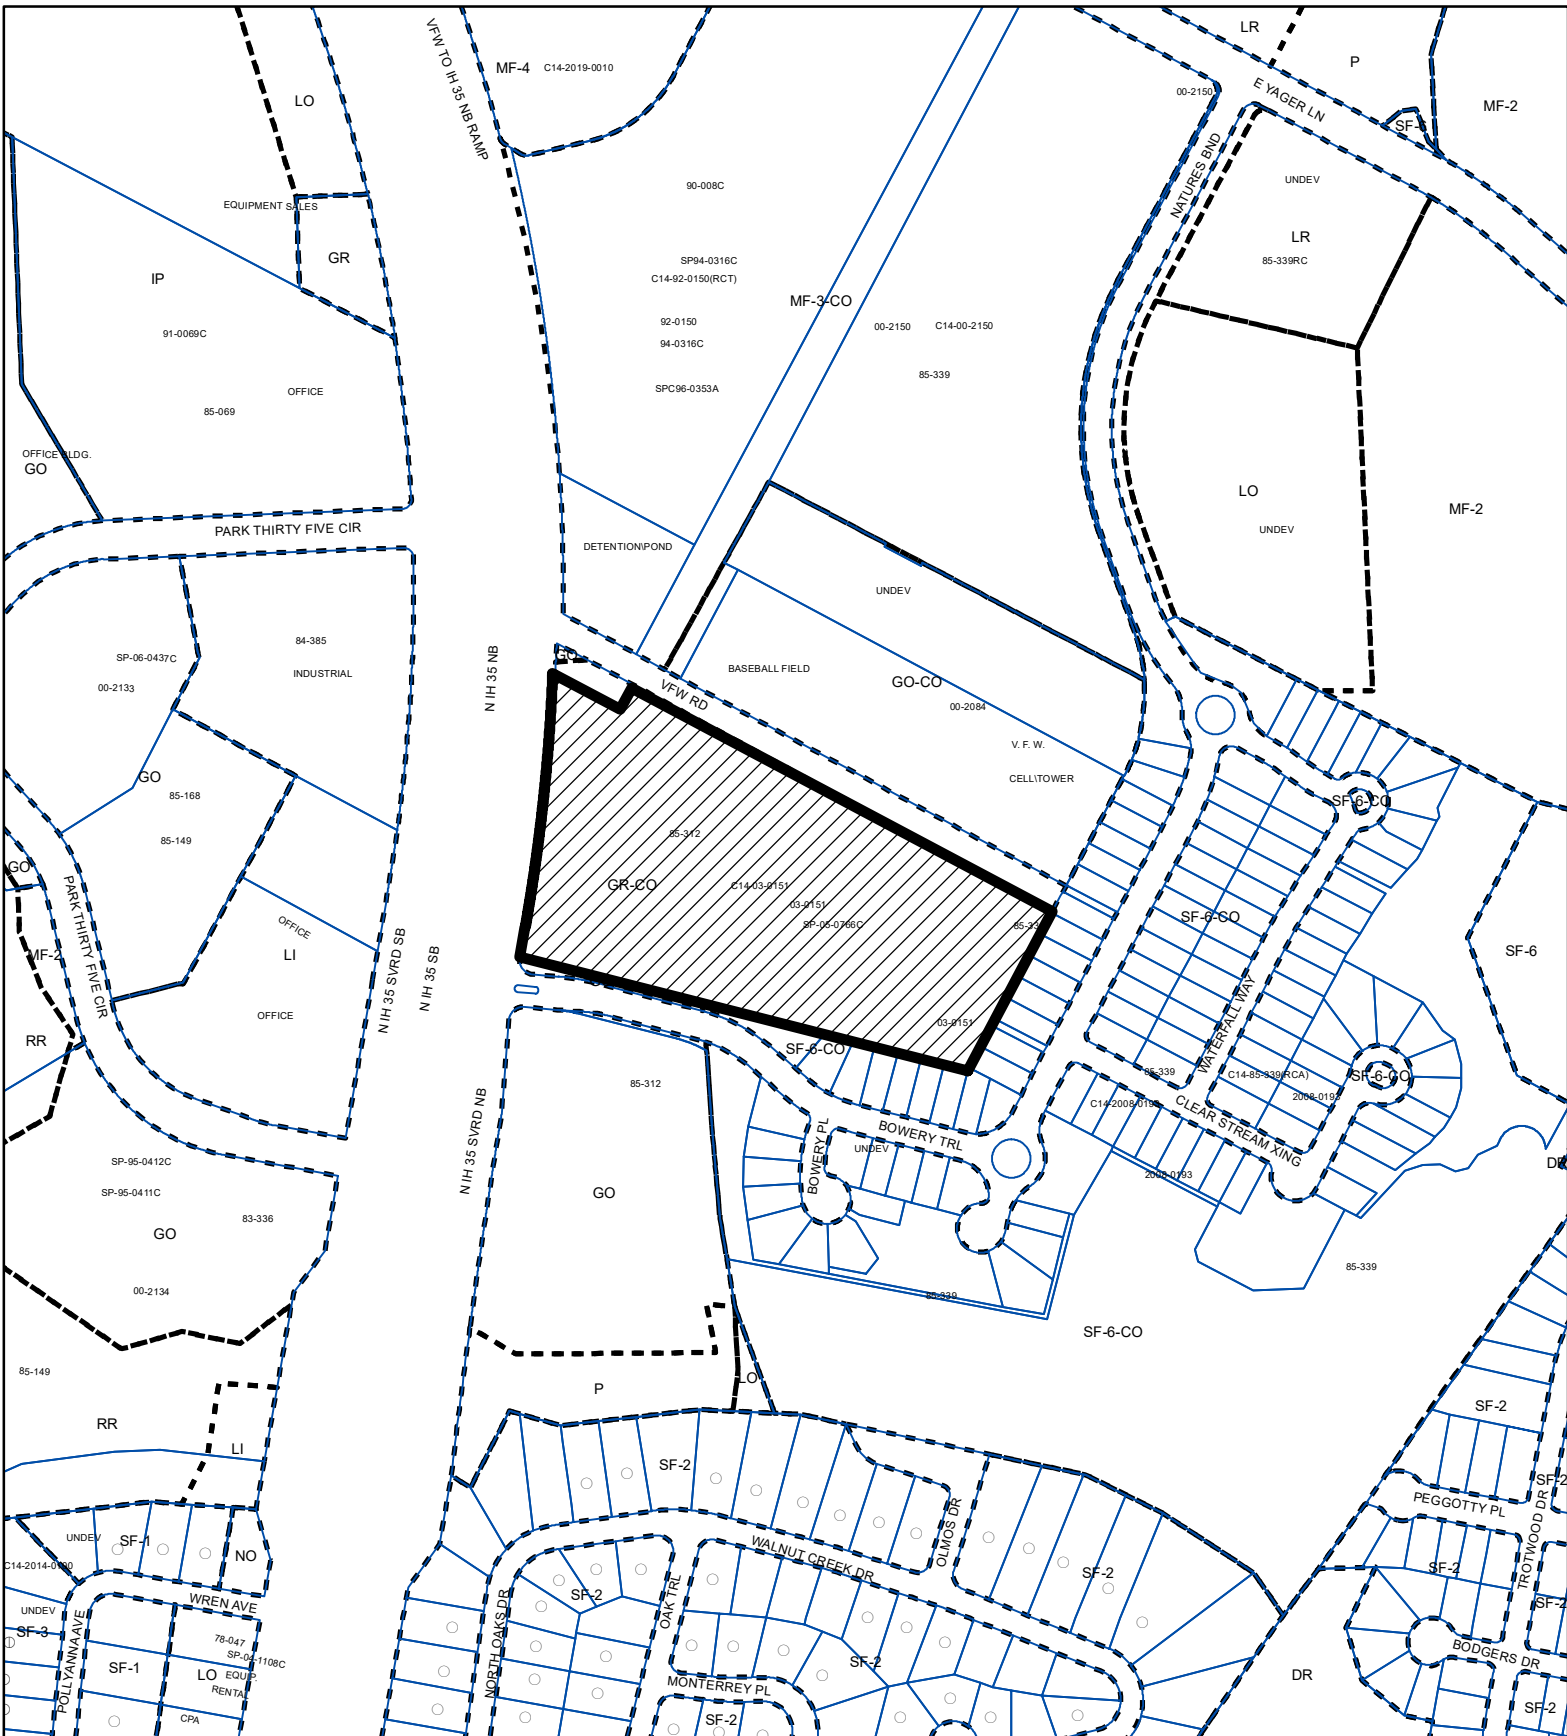 LR
P
VFW TO IH 35 NB RAMP
MF-4
C14-2019-0010
LO
00-2150
E YAGER LN
MF-2
NATURES BND
UNDEV
90-008C
EQUIPMENT SALES
LR
GR
SP94-0316C
85-339RC
IP
C14-92-0150(RCT)
MF-3-CO
92-0150
00-2150
C14-00-2150
91-0069C
94-0316C
85-339
OFFICE
SPC96-0353A
85-069
OFFICE BLDG.
GO
LO
MF-2
PARK THIRTY FIVE CIR
UNDEV
DETENTION\POND
UNDEV
84-385
SP-06-0437C
GO
INDUSTRIAL
BASEBALL FIELD
N IH 35 NB
GO-CO
00-2133
VFW RD
00-2084
V. F. W.
GO
CELL\TOWER
85-168
SF-6-CO
85-312
85-149
GO
GR-CO
C14-03-0151
PARK THIRTY FIVE CIR
03-0151
SF-6-CO
OFFICE
SP-05-0766C
MF-2
LI
SF-6
N IH 35 SVRD SB
N IH 35 SB
OFFICE
WATERFALL WAY
03-0151
RR
SF-6-CO
85-339
C14-85-339(RCA)
SF-6-CO
85-312
CLEAR STREAM XING
N IH 35 SVRD NB
BOWERY TRL
BOWERY PL
UNDEV
SP-95-0412C
2008-0193
SP-95-0411C
GO
83-336
GO
85-339
00-2134
85-339
SF-6-CO
85-149
P
LO
SF-2
RR
LI
SF-2
SF-2
PEGGOTTY PL
OLMOS DR
TROTWOOD DR
UNDEV
SF-1
WALNUT CREEK DR
NO
SF-2
SF-2
SF-2
WREN AVE
OAK TRL
NORTH OAKS DR
SF-2
UNDEV
SF-3
POLLYANNA AVE
78-047
SP-04-1108C
BODGERS DR
SF-1
LO
EQUIP.
RENTAL
SF-2
DR
MONTERREY PL
CPA
SF-2
SF-2